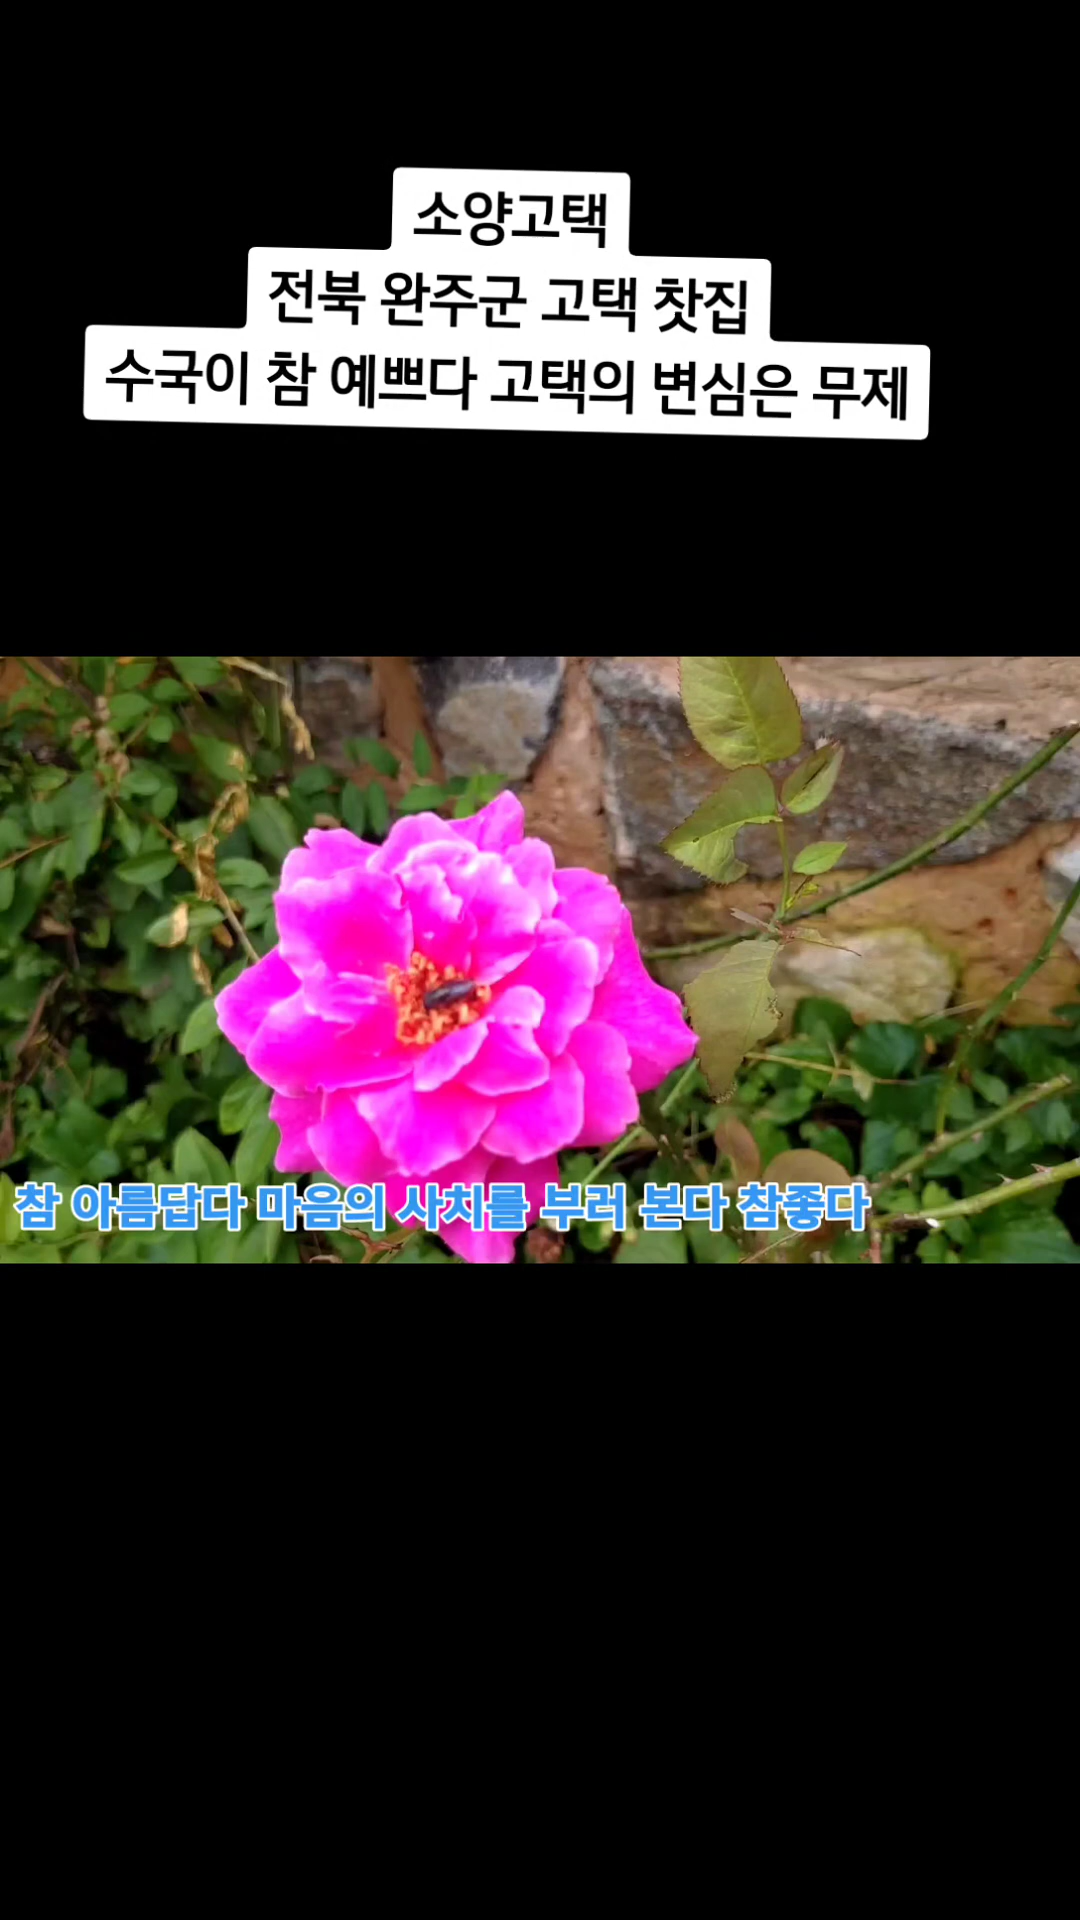 소양고택
전북 완주군 고택 찻집
수국이 참 예쁘다 고택의 변심은 무제
참 아름답다 마음의 사치를 부러 본다 참좋다